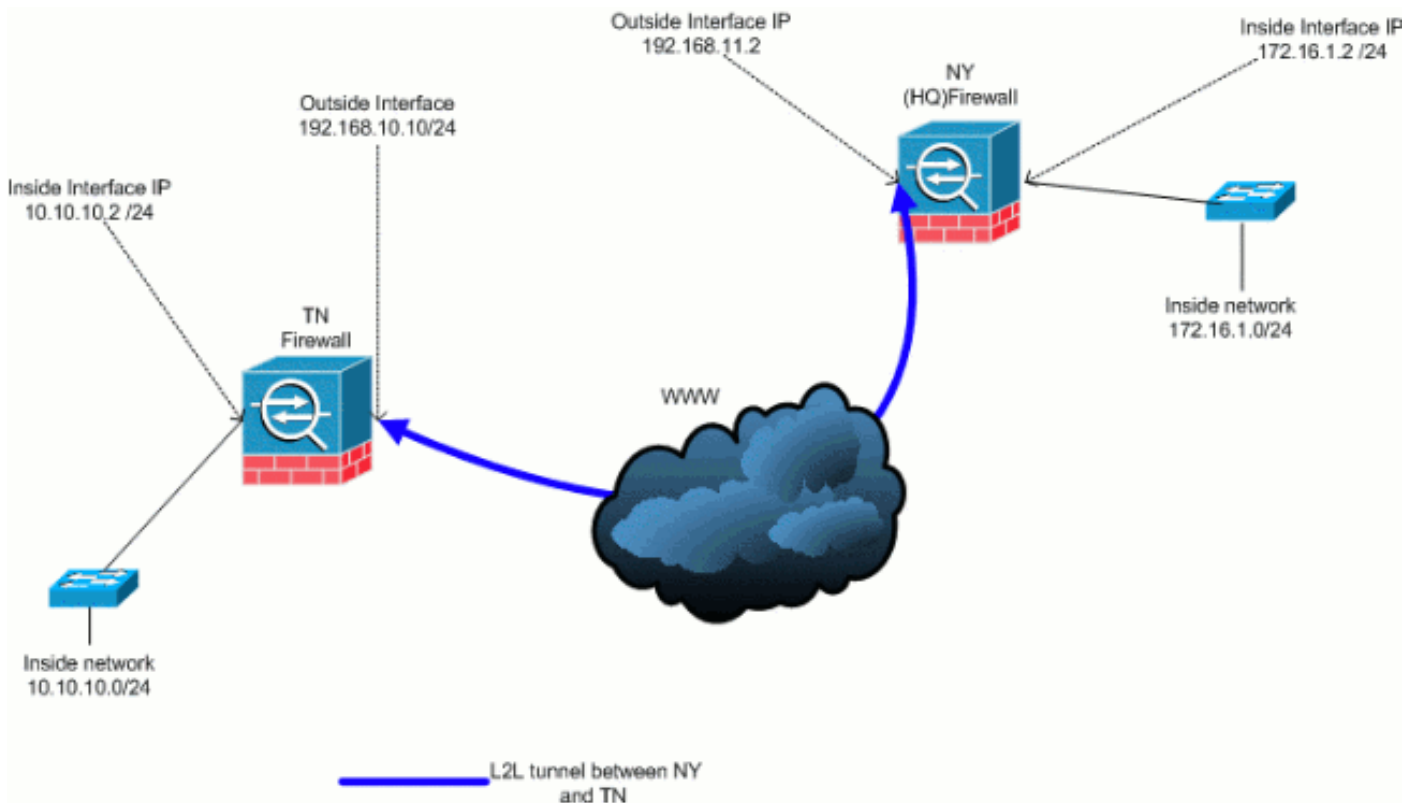 Outside Interface IP
192.168.11.2
Inside Interface IP
172.16.1.2 /24
NY
(HQ)Firewall
Outside Interface
192.168.10.10/24
Inside Interface IP
10.10.10.2 /24
Inside network
172.16.1.0/24
TN
Firewall
WWW
Inside network
10.10.10.0/24
L2L tunnel between NY
and TN